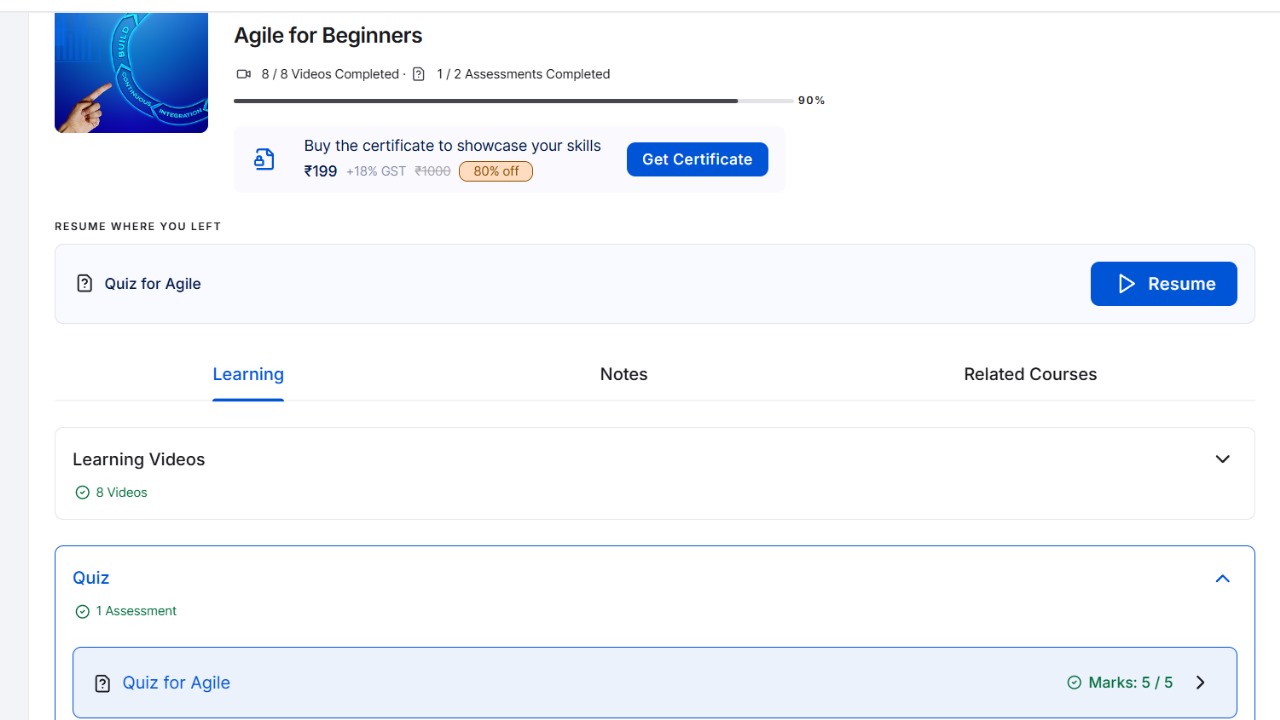 BUILD
CONTINUOUS
INTEGRATION
Agile for Beginners
8 / 8 Videos Completed · 1 / 2 Assessments Completed
90%
Buy the certificate to showcase your skills
₹199 +18% GST ₹1000 80% off
Get Certificate
RESUME WHERE YOU LEFT
Quiz for Agile
Resume
Learning Notes Related Courses
Learning Videos
8 Videos
Quiz
1 Assessment
Quiz for Agile Marks: 5 / 5